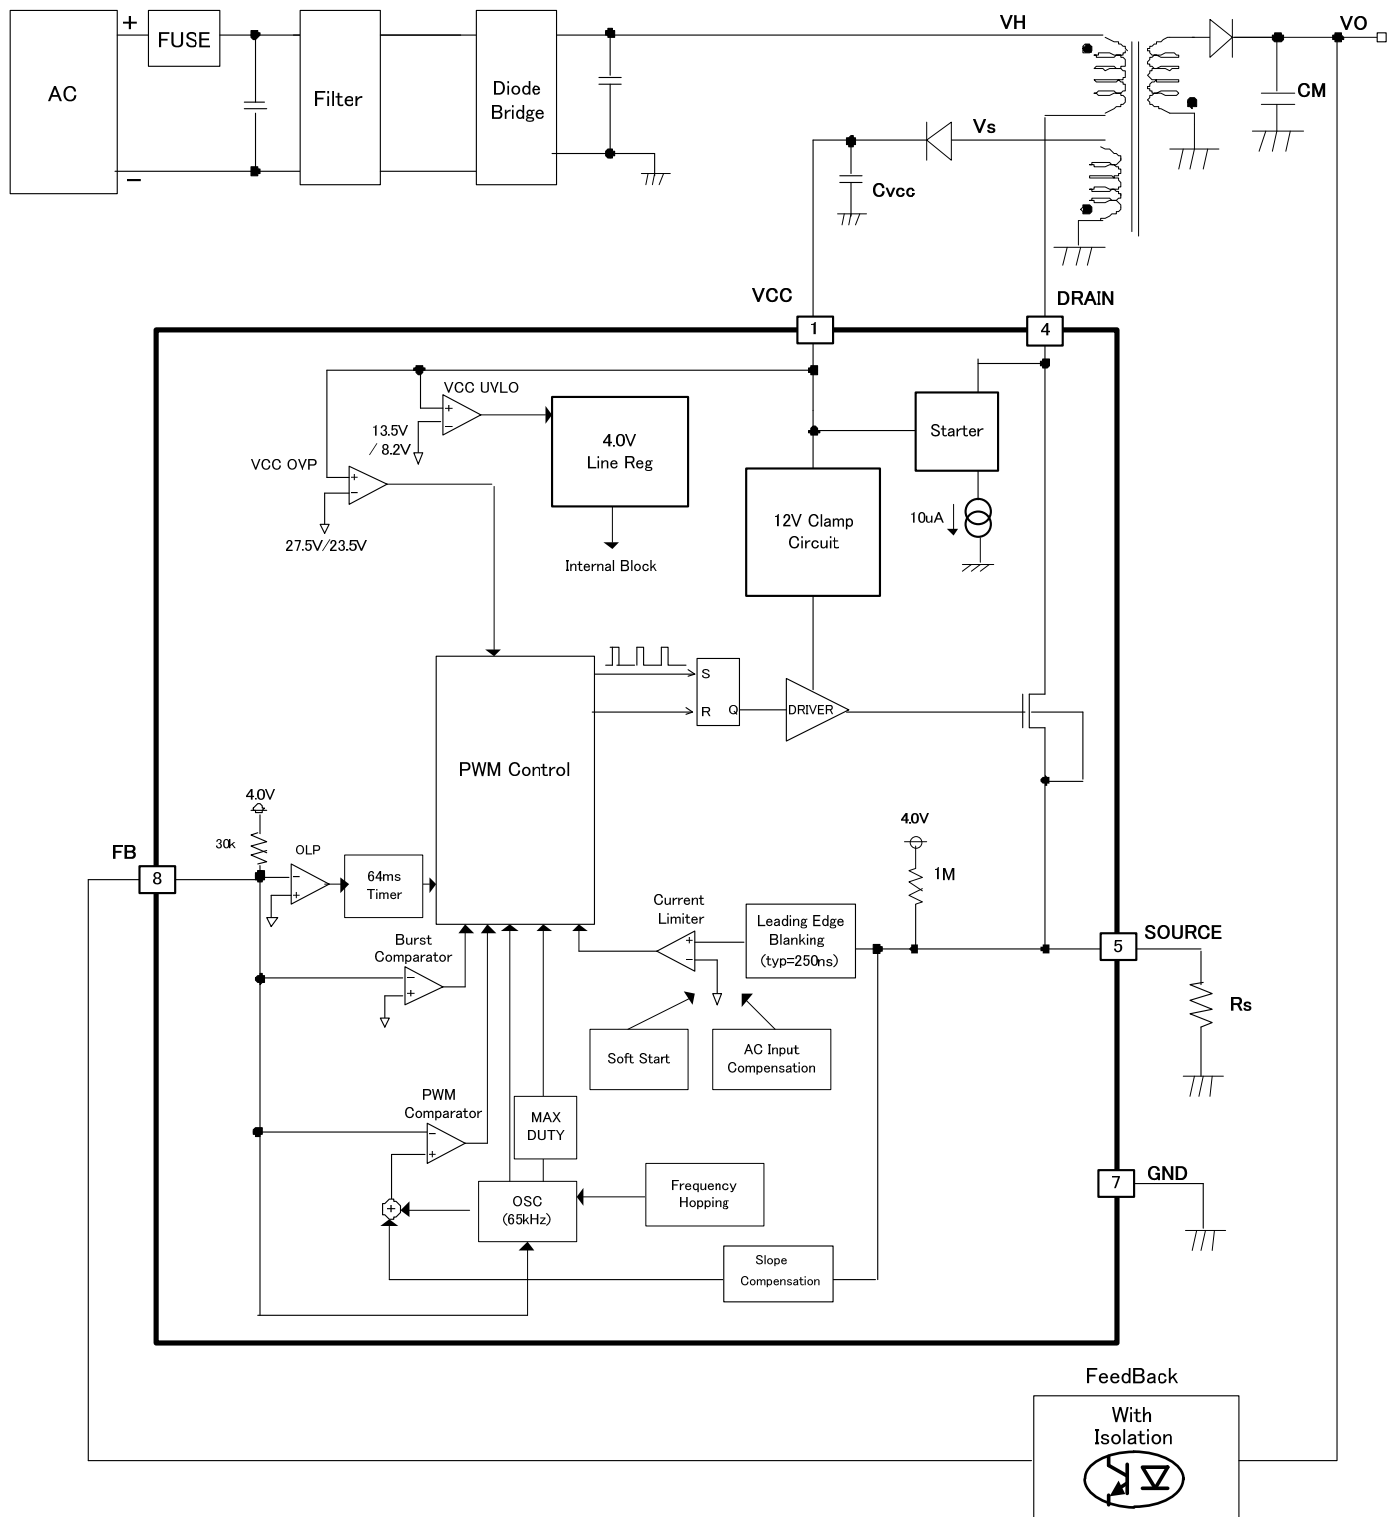 +
FUSE
VH
VO
AC
Filter
Diode
Bridge
CM
−
Vs
Cvcc
VCC
DRAIN
1
4
VCC UVLO
+
−
13.5V
/ 8.2V
4.0V
Line Reg
Starter
VCC OVP
+
−
27.5V/23.5V
10uA
12V Clamp
Circuit
Internal Block
S
R
Q
DRIVER
PWM Control
4.0V
30k
FB
8
OLP
−
+
64ms
Timer
4.0V
1M
Current
Limiter
+
−
Leading Edge
Blanking
(typ=250ns)
5
SOURCE
Burst
Comparator
−
+
Rs
Soft Start
AC Input
Compensation
PWM
Comparator
−
+
MAX
DUTY
7
GND
+
OSC
(65kHz)
Frequency
Hopping
Slope
Compensation
FeedBack
With
Isolation